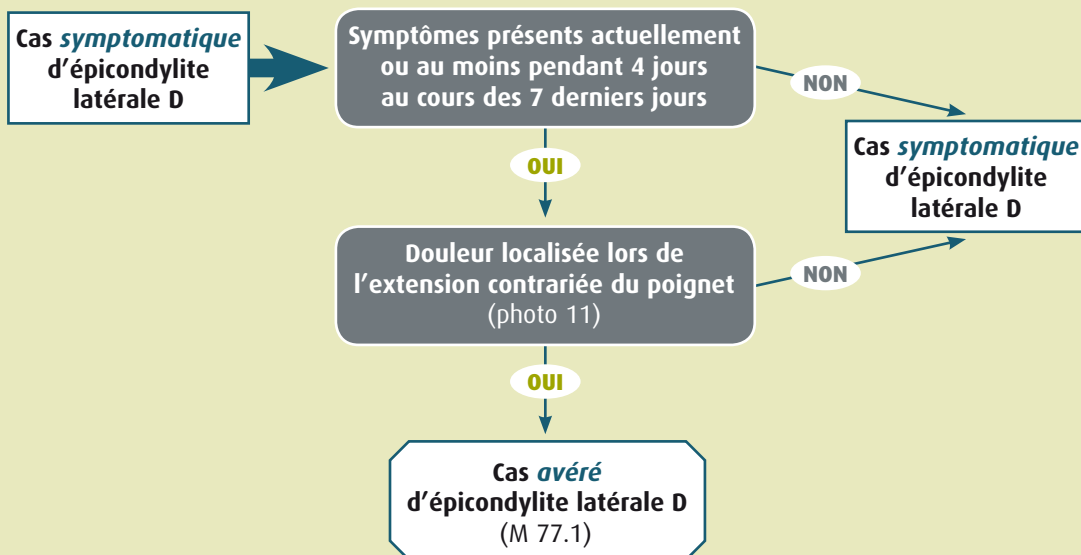 Cas symptomatique
d'épicondylite
latérale D
Symptômes présents actuellement
ou au moins pendant 4 jours
au cours des 7 derniers jours
NON
OUI
Cas symptomatique
d'épicondylite
latérale D
Douleur localisée lors de
l'extension contrariée du poignet
(photo 11)
NON
OUI
Cas avéré
d'épicondylite latérale D
(M 77.1)